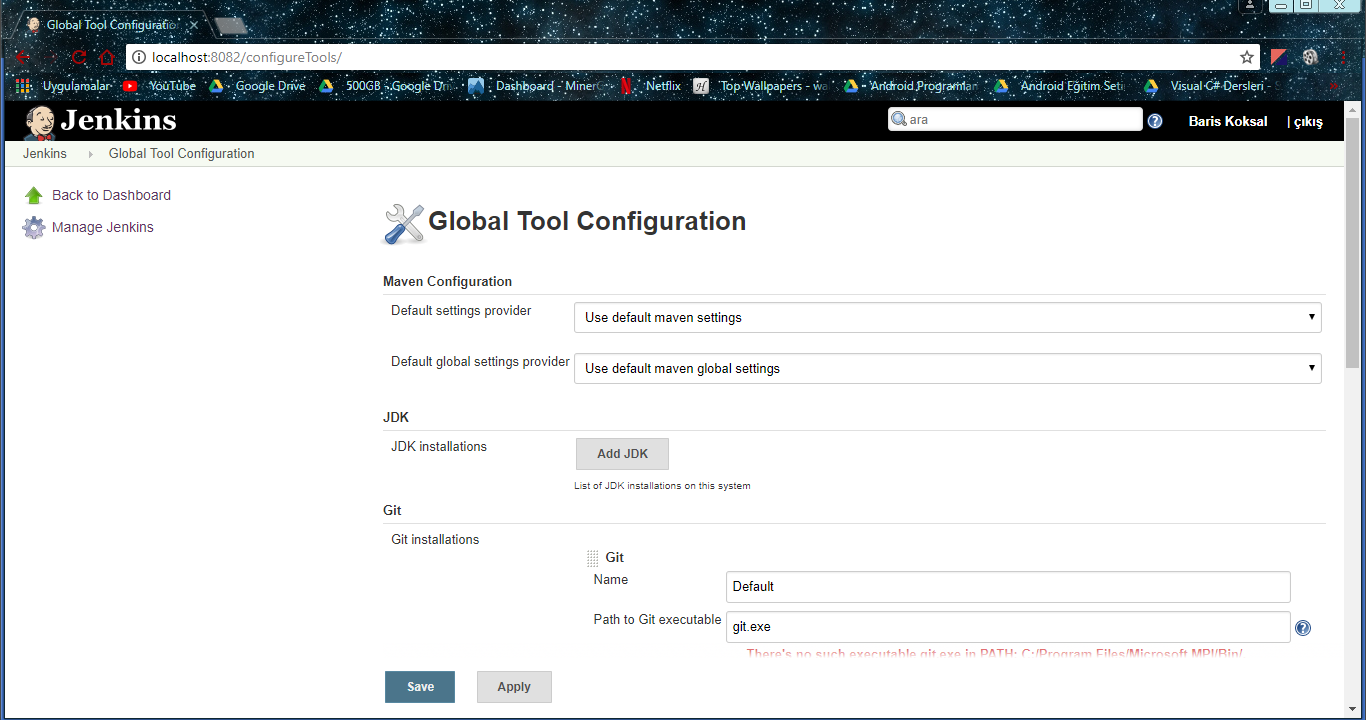 Global Tool Configuratio
localhost:8082/configureTools/
Uygulamalar YouTube Google Drive 500GB - Google Dri Dashboard - MinerG Netflix Top Wallpapers - wa Android Programlam Android Eğitim Seti Visual C# Dersleri -
Jenkins ara Baris Koksal | çıkış
Jenkins Global Tool Configuration
Back to Dashboard
Manage Jenkins
Global Tool Configuration
Maven Configuration
Default settings provider Use default maven settings
Default global settings provider Use default maven global settings
JDK
JDK installations Add JDK
List of JDK installations on this system
Git
Git installations
Git
Name Default
Path to Git executable git.exe
There's no such executable git.exe in PATH: C:/Program Files/Microsoft MPI/Bin/
Save Apply